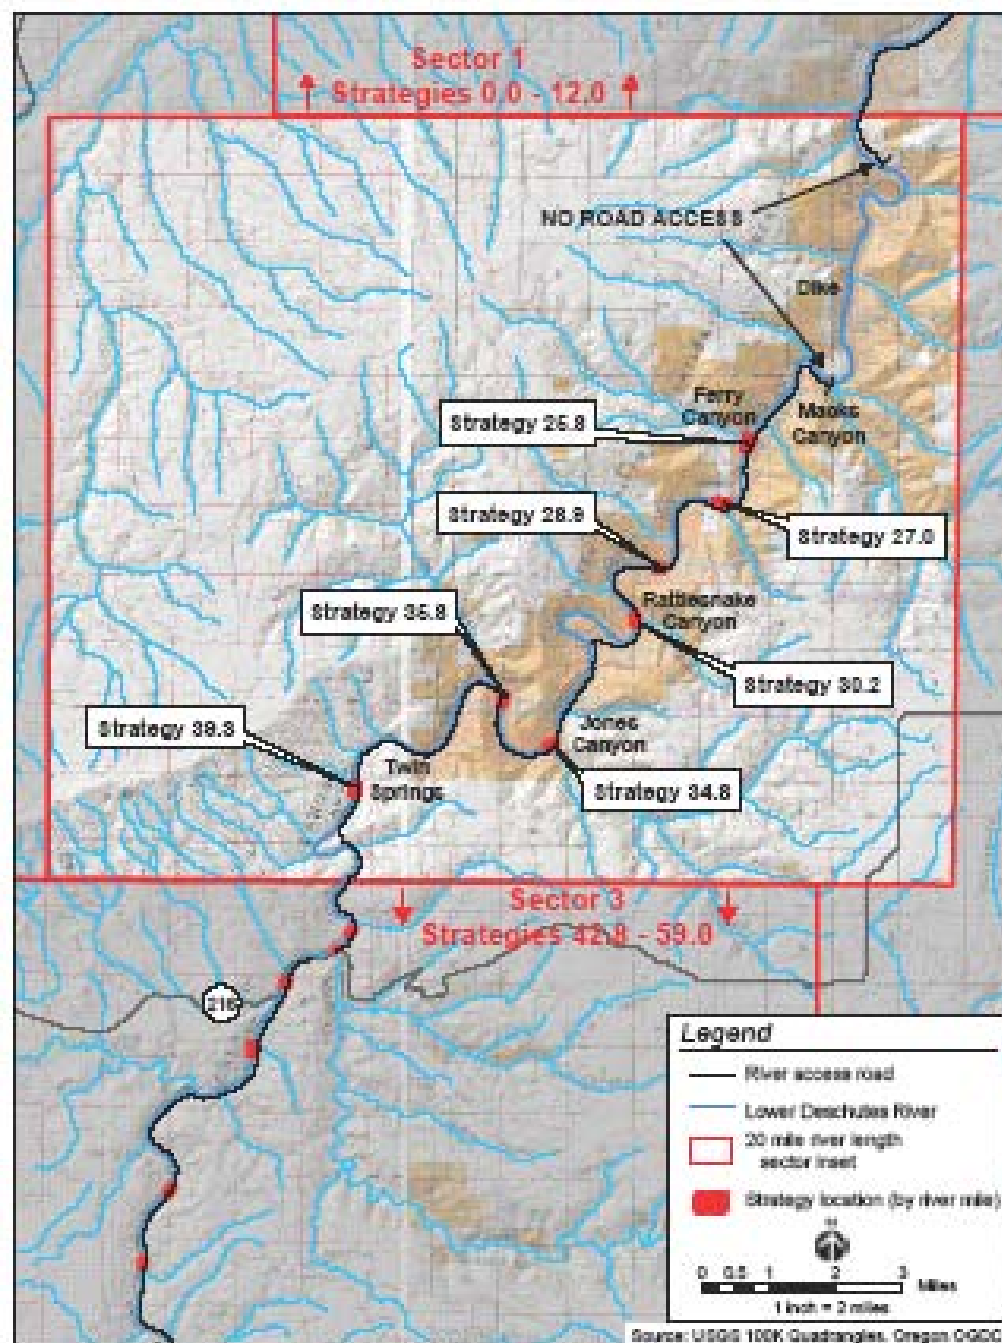 Sector 1
Strategies 0.0 - 12.0
NO ROAD ACCESS
Dike
Ferry
Canyon
Macks
Canyon
Strategy 25.8
Strategy 28.9
Strategy 27.0
Rattlesnake
Canyon
Strategy 35.8
Strategy 30.2
Strategy 39.3
Jones
Canyon
Twin
Springs
Strategy 34.8
Sector 3
Strategies 42.8 - 59.0
216
Legend
River access road
Lower Deschutes River
20 mile river length
sector inset
Strategy location (by river mile)
N
0 0.5 1 2 3
Miles
1 inch = 2 miles
Source: USGS 100K Quadrangles, Oregon